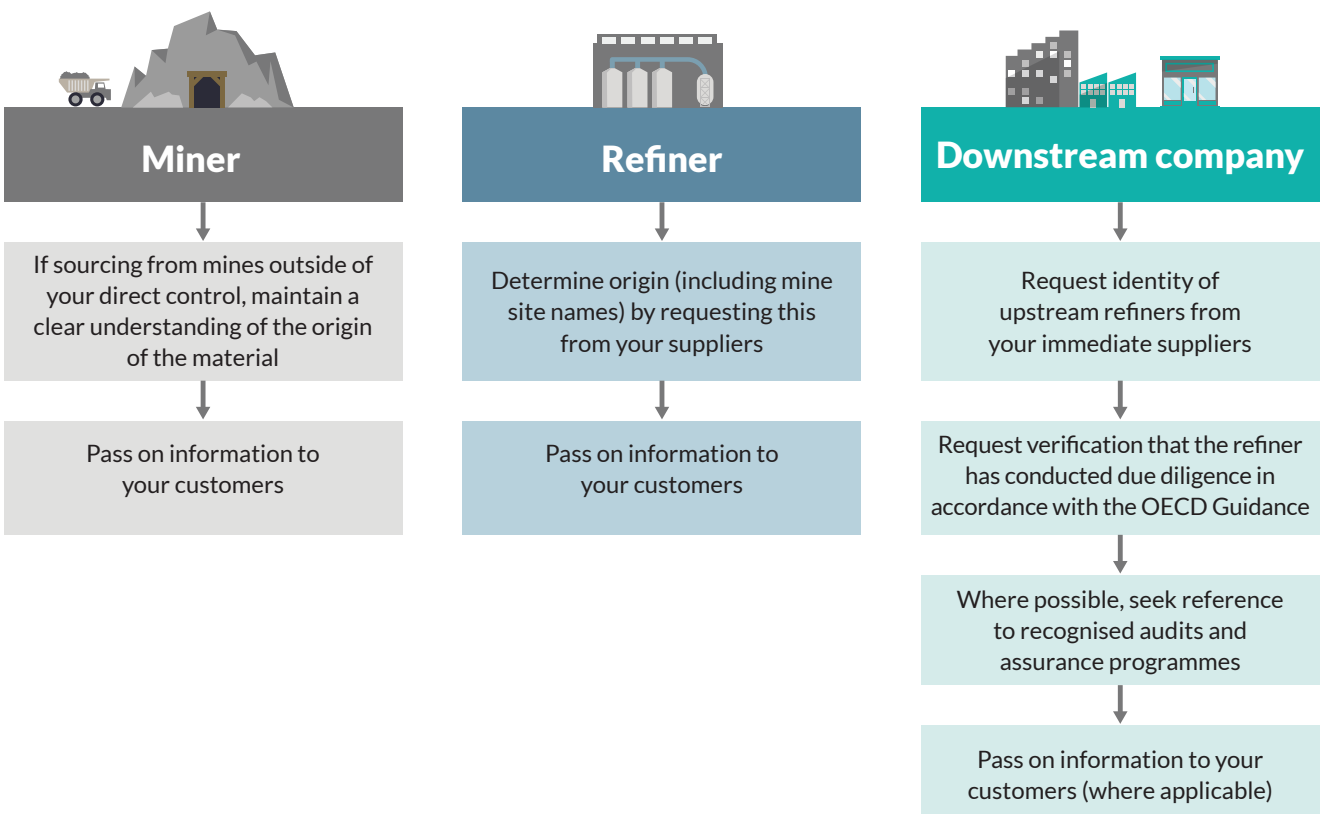 Miner
If sourcing from mines outside of
your direct control, maintain a
clear understanding of the origin
of the material
Pass on information to
your customers
Refiner
Determine origin (including mine
site names) by requesting this
from your suppliers
Pass on information to
your customers
Downstream company
Request identity of
upstream refiners from
your immediate suppliers
Request verification that the refiner
has conducted due diligence in
accordance with the OECD Guidance
Where possible, seek reference
to recognised audits and
assurance programmes
Pass on information to your
customers (where applicable)